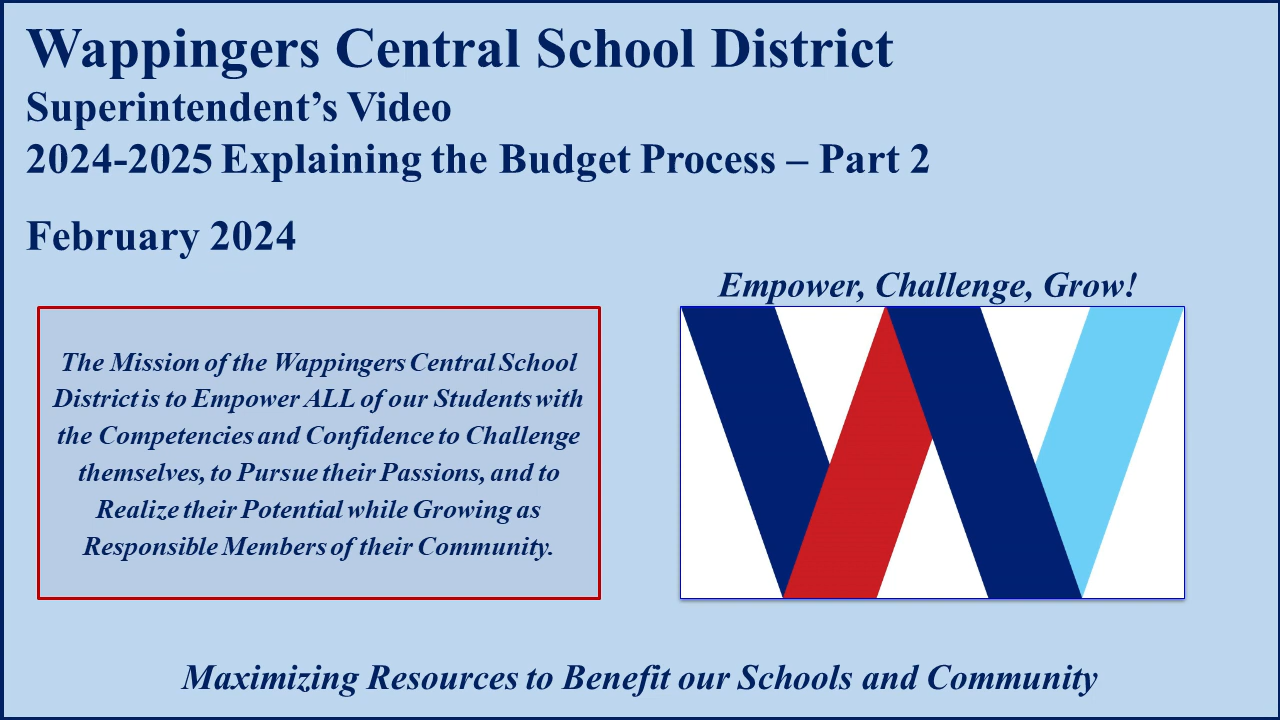 Wappingers Central School District
Superintendent’s Video
2024-2025 Explaining the Budget Process – Part 2
February 2024
Empower, Challenge, Grow!
The Mission of the Wappingers Central School
District is to Empower ALL of our Students with
the Competencies and Confidence to Challenge
themselves, to Pursue their Passions, and to
Realize their Potential while Growing as
Responsible Members of their Community.
Maximizing Resources to Benefit our Schools and Community